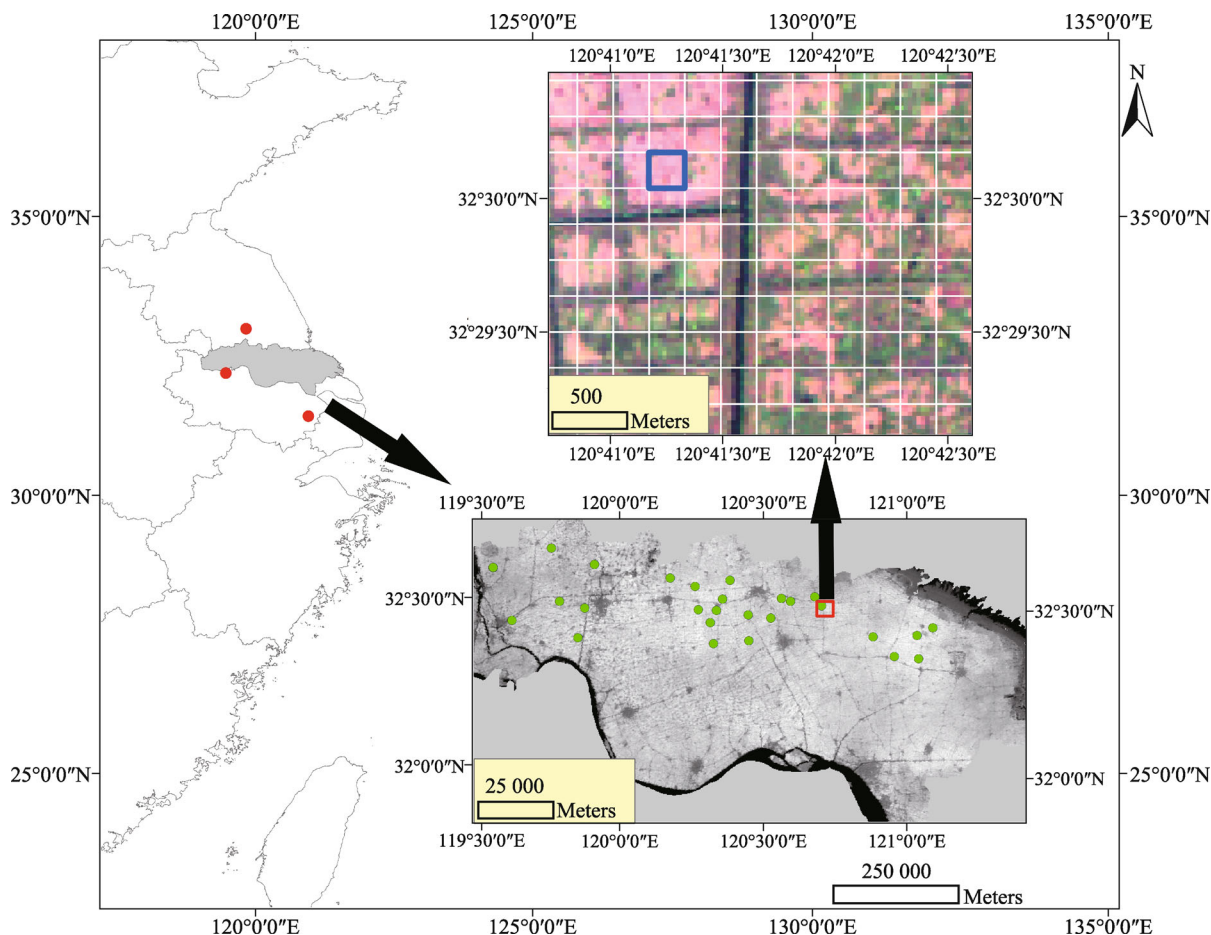 120°0′0″E 125°0′0″E 130°0′0″E 135°0′0″E
N
120°41′0″E 120°41′30″E 120°42′0″E 120°42′30″E
32°30′0″N 32°30′0″N
35°0′0″N 35°0′0″N
32°29′30″N 32°29′30″N
500
Meters
120°41′0″E 120°41′30″E 120°42′0″E 120°42′30″E
30°0′0″N 30°0′0″N
119°30′0″E 120°0′0″E 120°30′0″E 121°0′0″E
32°30′0″N 32°30′0″N
32°0′0″N 32°0′0″N
25°0′0″N 25°0′0″N
25 000
Meters
119°30′0″E 120°0′0″E 120°30′0″E 121°0′0″E
250 000
Meters
120°0′0″E 125°0′0″E 130°0′0″E 135°0′0″E